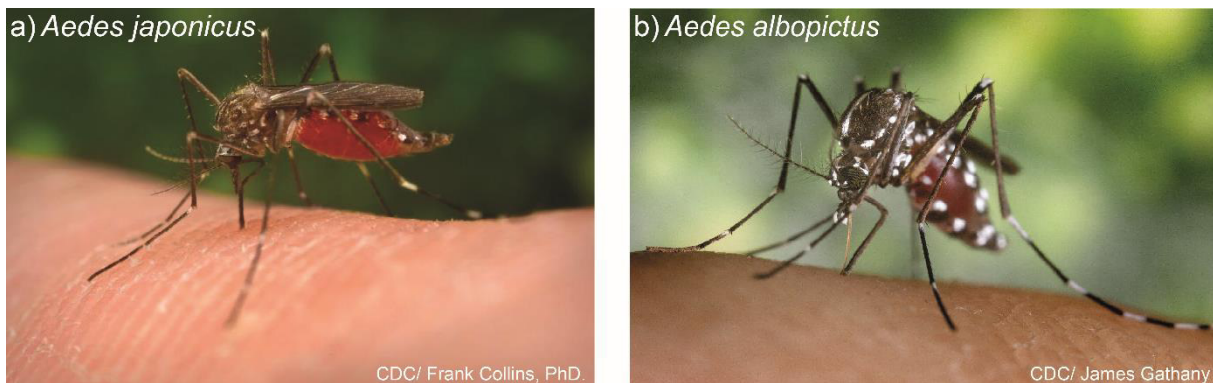 a) Aedes japonicus
b) Aedes albopictus
CDC/ Frank Collins, PhD.
CDC/ James Gathany